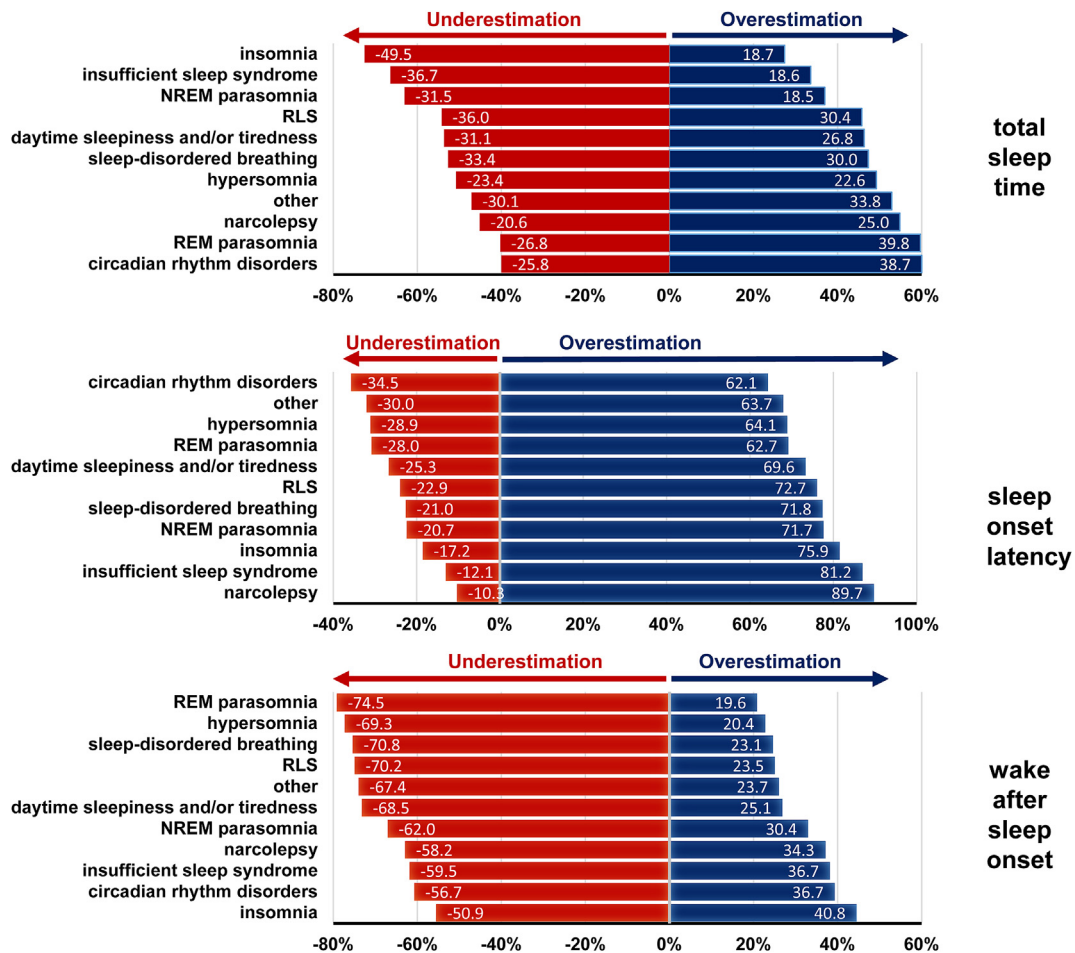 Underestimation Overestimation
insomnia -49.5 18.7
insufficient sleep syndrome -36.7 18.6
NREM parasomnia -31.5 18.5
RLS -36.0 30.4
daytime sleepiness and/or tiredness -31.1 26.8
sleep-disordered breathing -33.4 30.0
hypersomnia -23.4 22.6
other -30.1 33.8
narcolepsy -20.6 25.0
REM parasomnia -26.8 39.8
circadian rhythm disorders -25.8 38.7
-80% -60% -40% -20% 0% 20% 40% 60%
total
sleep
time
Underestimation Overestimation
circadian rhythm disorders -34.5 62.1
other -30.0 63.7
hypersomnia -28.9 64.1
REM parasomnia -28.0 62.7
daytime sleepiness and/or tiredness -25.3 69.6
RLS -22.9 72.7
sleep-disordered breathing -21.0 71.8
NREM parasomnia -20.7 71.7
insomnia -17.2 75.9
insufficient sleep syndrome -12.1 81.2
narcolepsy -10.3 89.7
-40% -20% 0% 20% 40% 60% 80% 100%
sleep
onset
latency
Underestimation Overestimation
REM parasomnia -74.5 19.6
hypersomnia -69.3 20.4
sleep-disordered breathing -70.8 23.1
RLS -70.2 23.5
other -67.4 23.7
daytime sleepiness and/or tiredness -68.5 25.1
NREM parasomnia -62.0 30.4
narcolepsy -58.2 34.3
insufficient sleep syndrome -59.5 36.7
circadian rhythm disorders -56.7 36.7
insomnia -50.9 40.8
-80% -60% -40% -20% 0% 20% 40% 60%
wake
after
sleep
onset